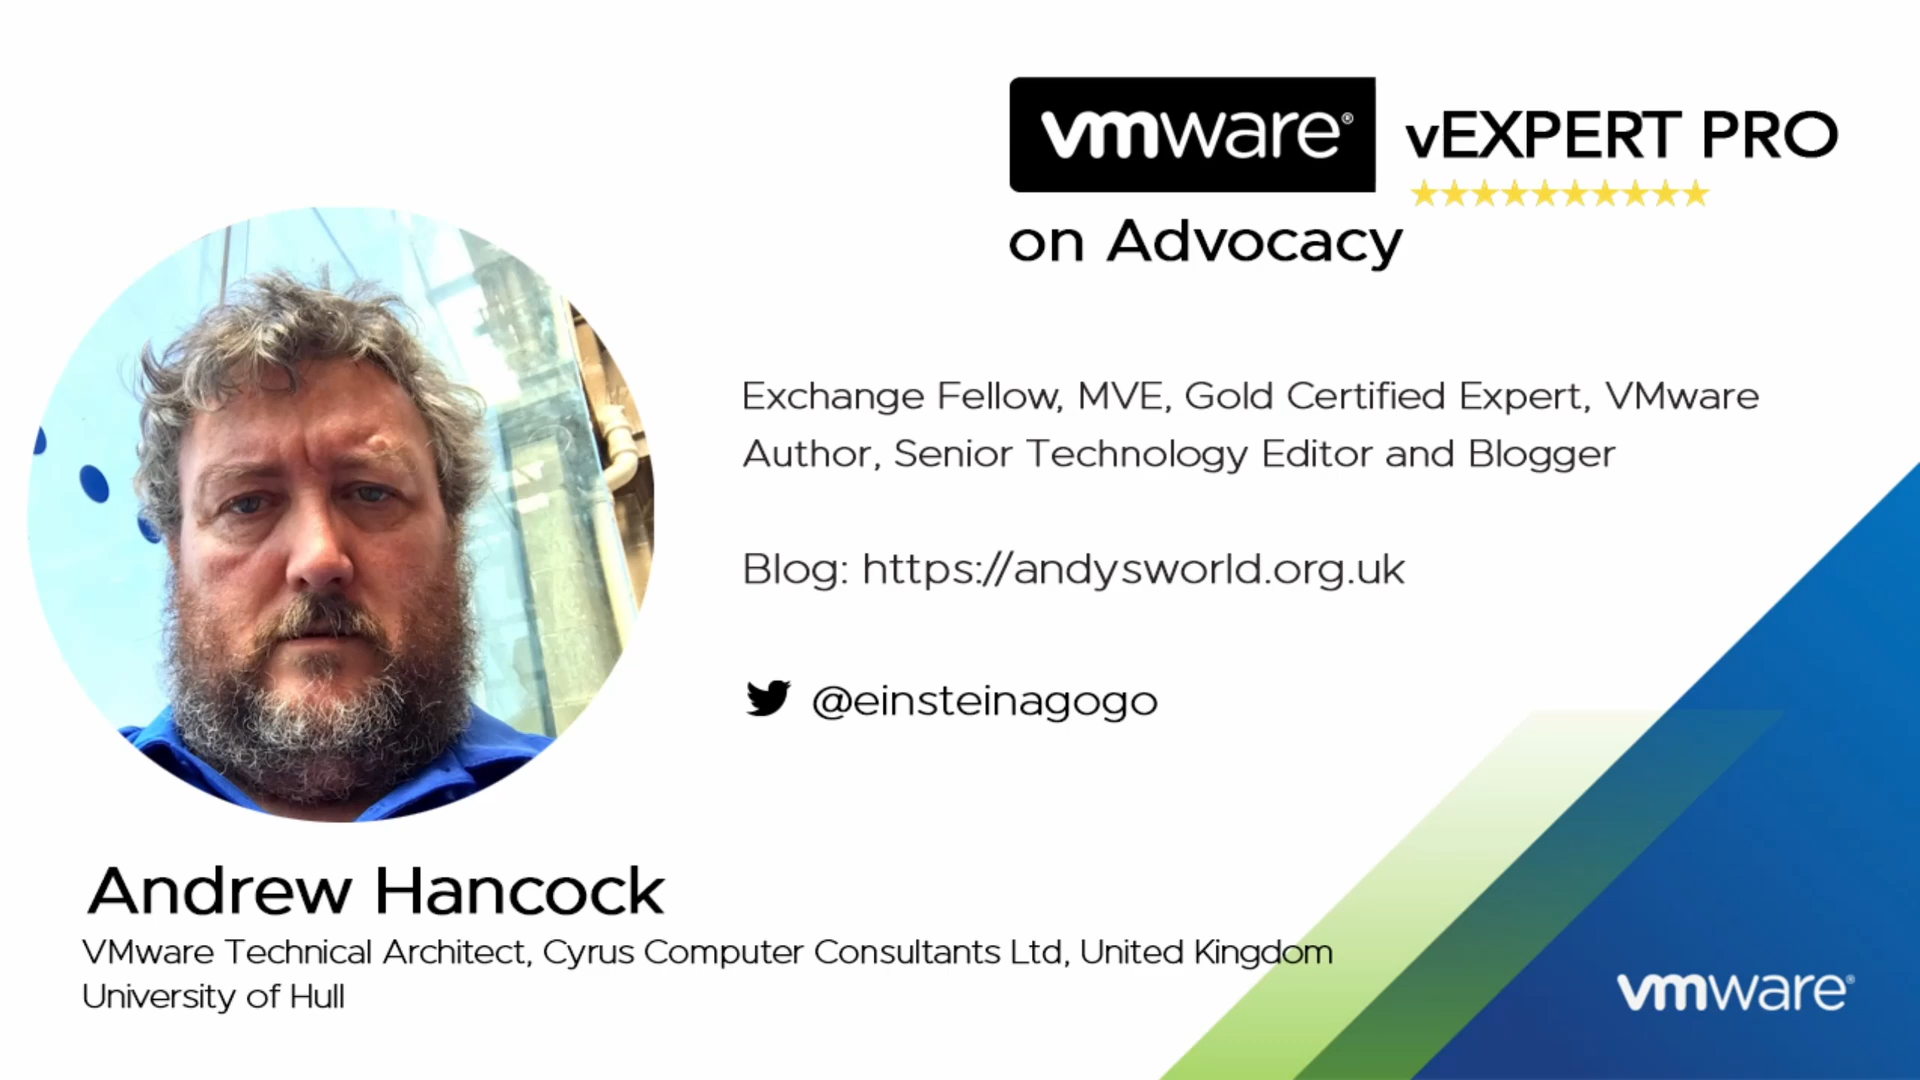 vmware® vEXPERT PRO
on Advocacy
Exchange Fellow, MVE, Gold Certified Expert, VMware
Author, Senior Technology Editor and Blogger
Blog: https://andysworld.org.uk
@einsteinagogo
Andrew Hancock
VMware Technical Architect, Cyrus Computer Consultants Ltd, United Kingdom
University of Hull
vmware®